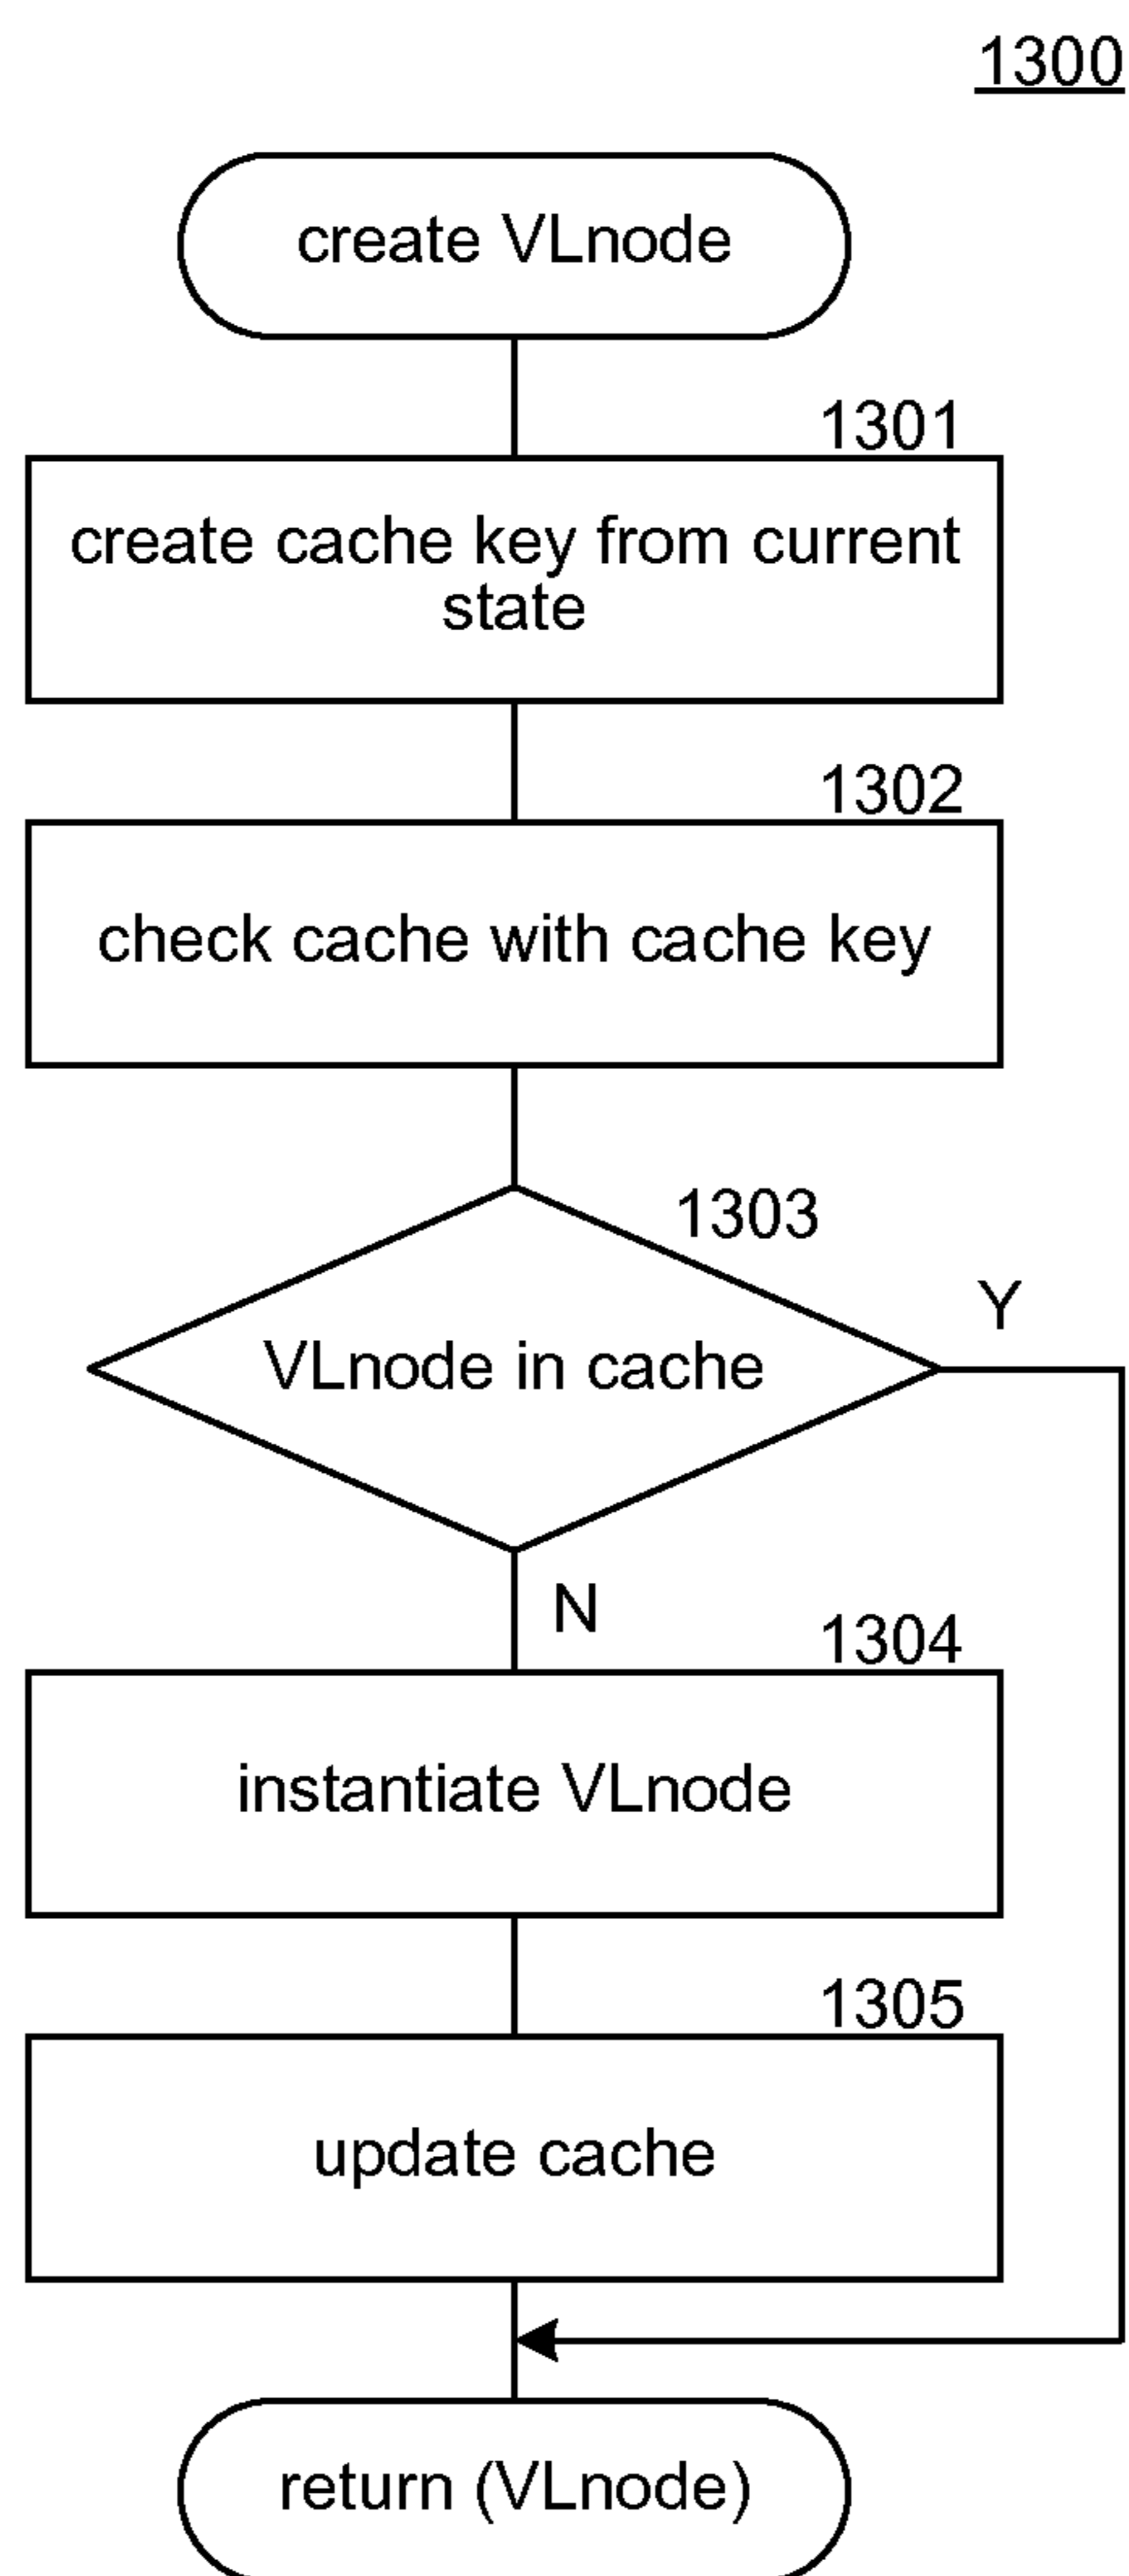 1300
create VLnode
1301
create cache key from current
state
1302
check cache with cache key
1303
Y
VLnode in cache
N
1304
instantiate VLnode
1305
update cache
return (VLnode)